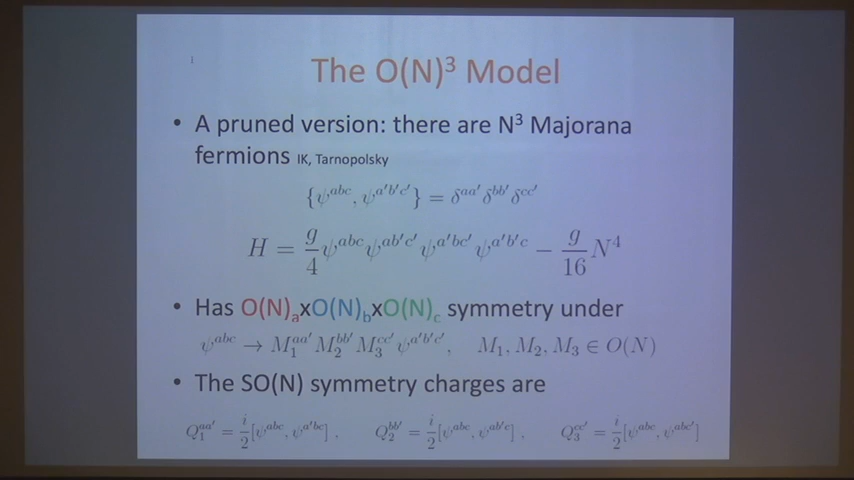 The O(N)³ Model
• A pruned version: there are N³ Majorana
fermions IK, Tarnopolsky
{ψ^{abc}, ψ^{a'b'c'}} = δ^{aa'}δ^{bb'}δ^{cc'}
H = \frac{g}{4}ψ^{abc}ψ^{ab'c'}ψ^{a'bc'}ψ^{a'b'c} − \frac{g}{16}N^4
• Has O(N)ₐxO(N)_bxO(N)_c symmetry under
ψ^{abc} → M_1^{aa'}M_2^{bb'}M_3^{cc'}ψ^{a'b'c'}, M_1, M_2, M_3 ∈ O(N)
• The SO(N) symmetry charges are
Q_1^{aa'} = \frac{i}{2}[ψ^{abc}, ψ^{a'bc}] , Q_2^{bb'} = \frac{i}{2}[ψ^{abc}, ψ^{ab'c}] , Q_3^{cc'} = \frac{i}{2}[ψ^{abc}, ψ^{abc'}]